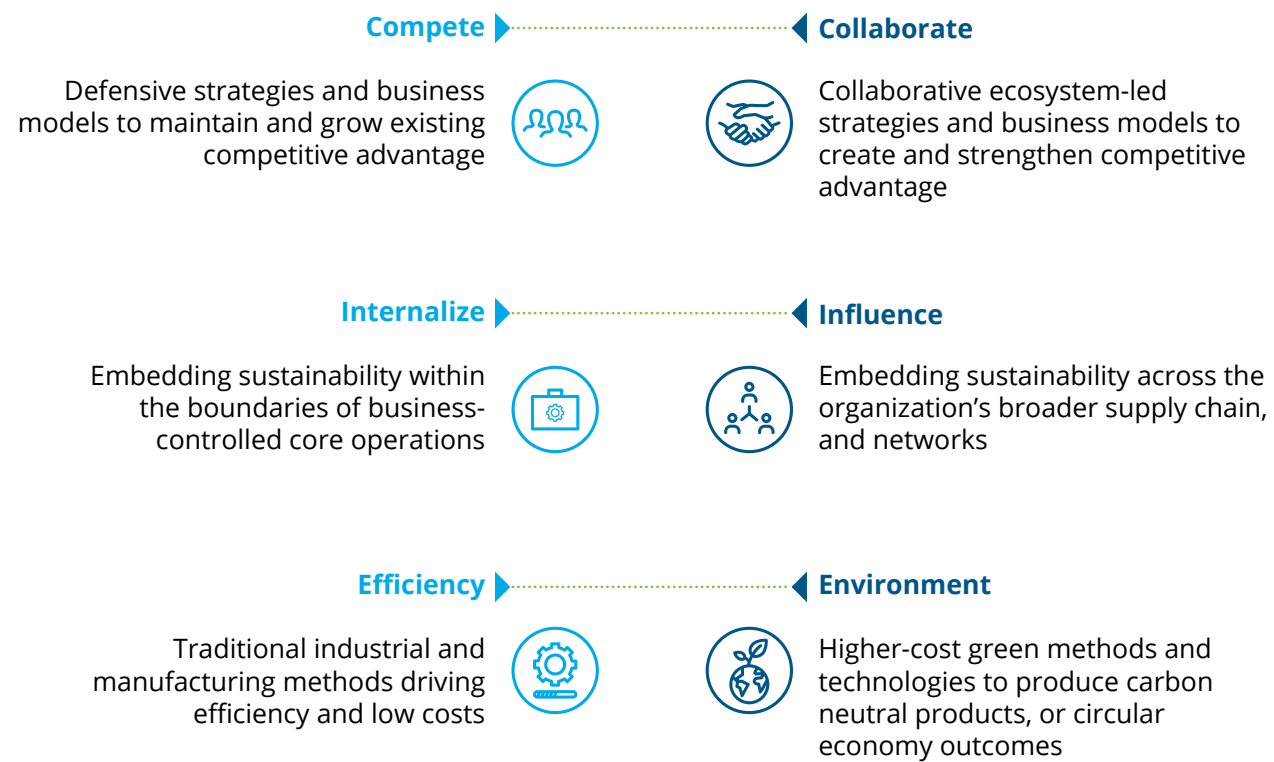 Compete
Collaborate
Defensive strategies and business
models to maintain and grow existing
competitive advantage
Collaborative ecosystem-led
strategies and business models to
create and strengthen competitive
advantage
Internalize
Influence
Embedding sustainability within
the boundaries of business-
controlled core operations
Embedding sustainability across the
organization’s broader supply chain,
and networks
Efficiency
Environment
Traditional industrial and
manufacturing methods driving
efficiency and low costs
Higher-cost green methods and
technologies to produce carbon
neutral products, or circular
economy outcomes